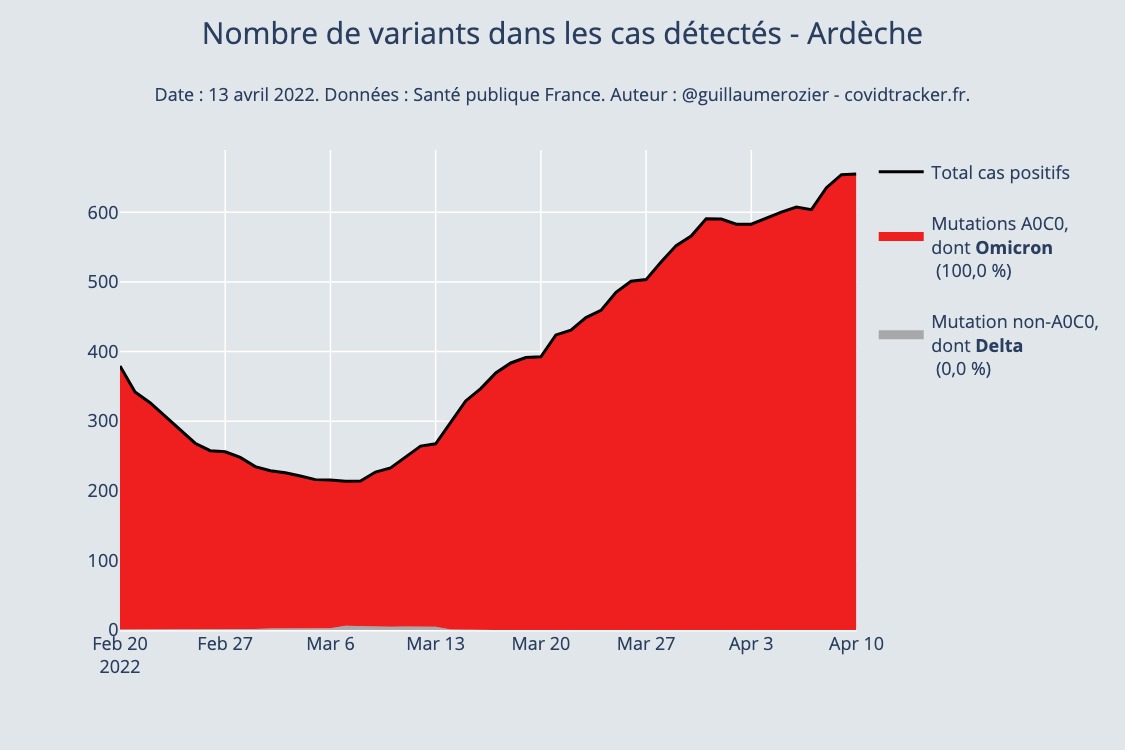 Nombre de variants dans les cas détectés - Ardèche
Date : 13 avril 2022. Données : Santé publique France. Auteur : @guillaumerozier - covidtracker.fr.
Total cas positifs
Mutations A0C0,
dont Omicron
(100,0 %)
Mutation non-A0C0,
dont Delta
(0,0 %)
600
500
400
300
200
100
0
Feb 20 Feb 27 Mar 6 Mar 13 Mar 20 Mar 27 Apr 3 Apr 10
2022